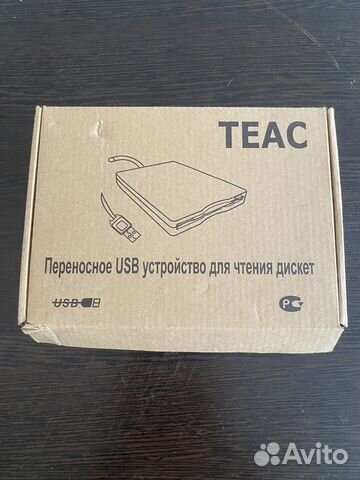 TEAC
Переносное USB устройство для чтения дискет
USB
Avito